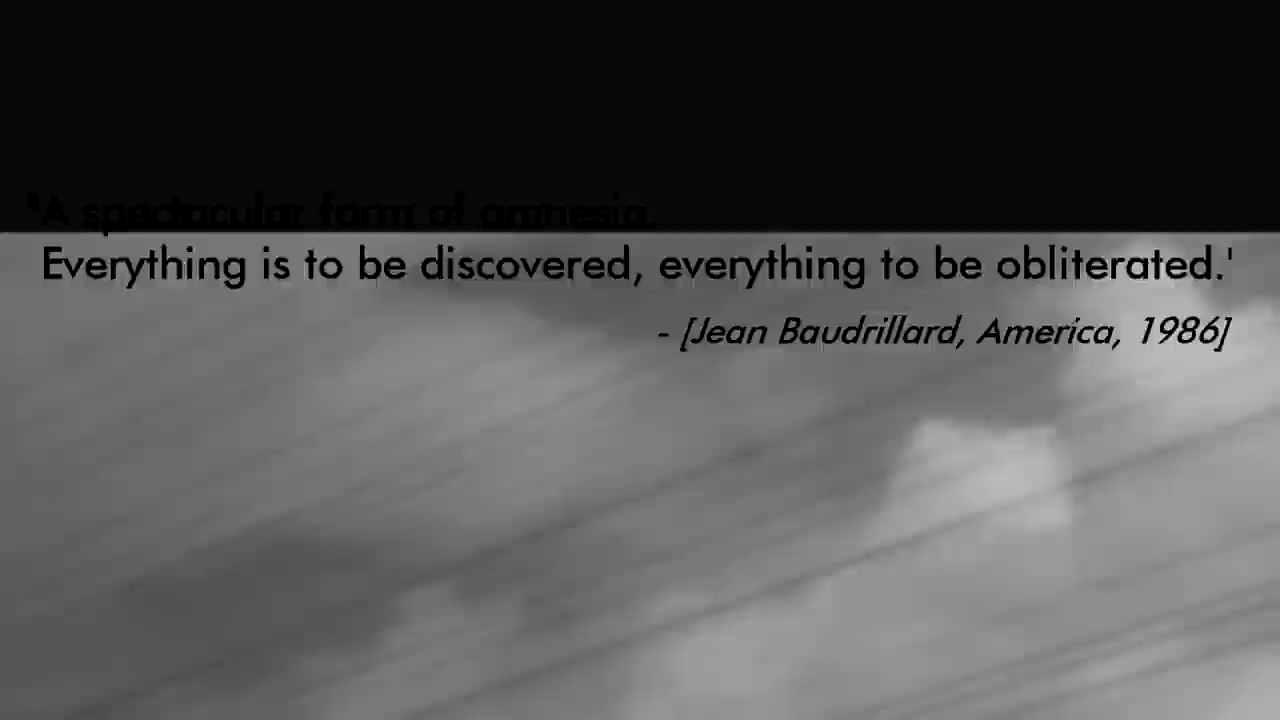 'A spectacular form of amnesia.
Everything is to be discovered, everything to be obliterated.'
- [Jean Baudrillard, America, 1986]